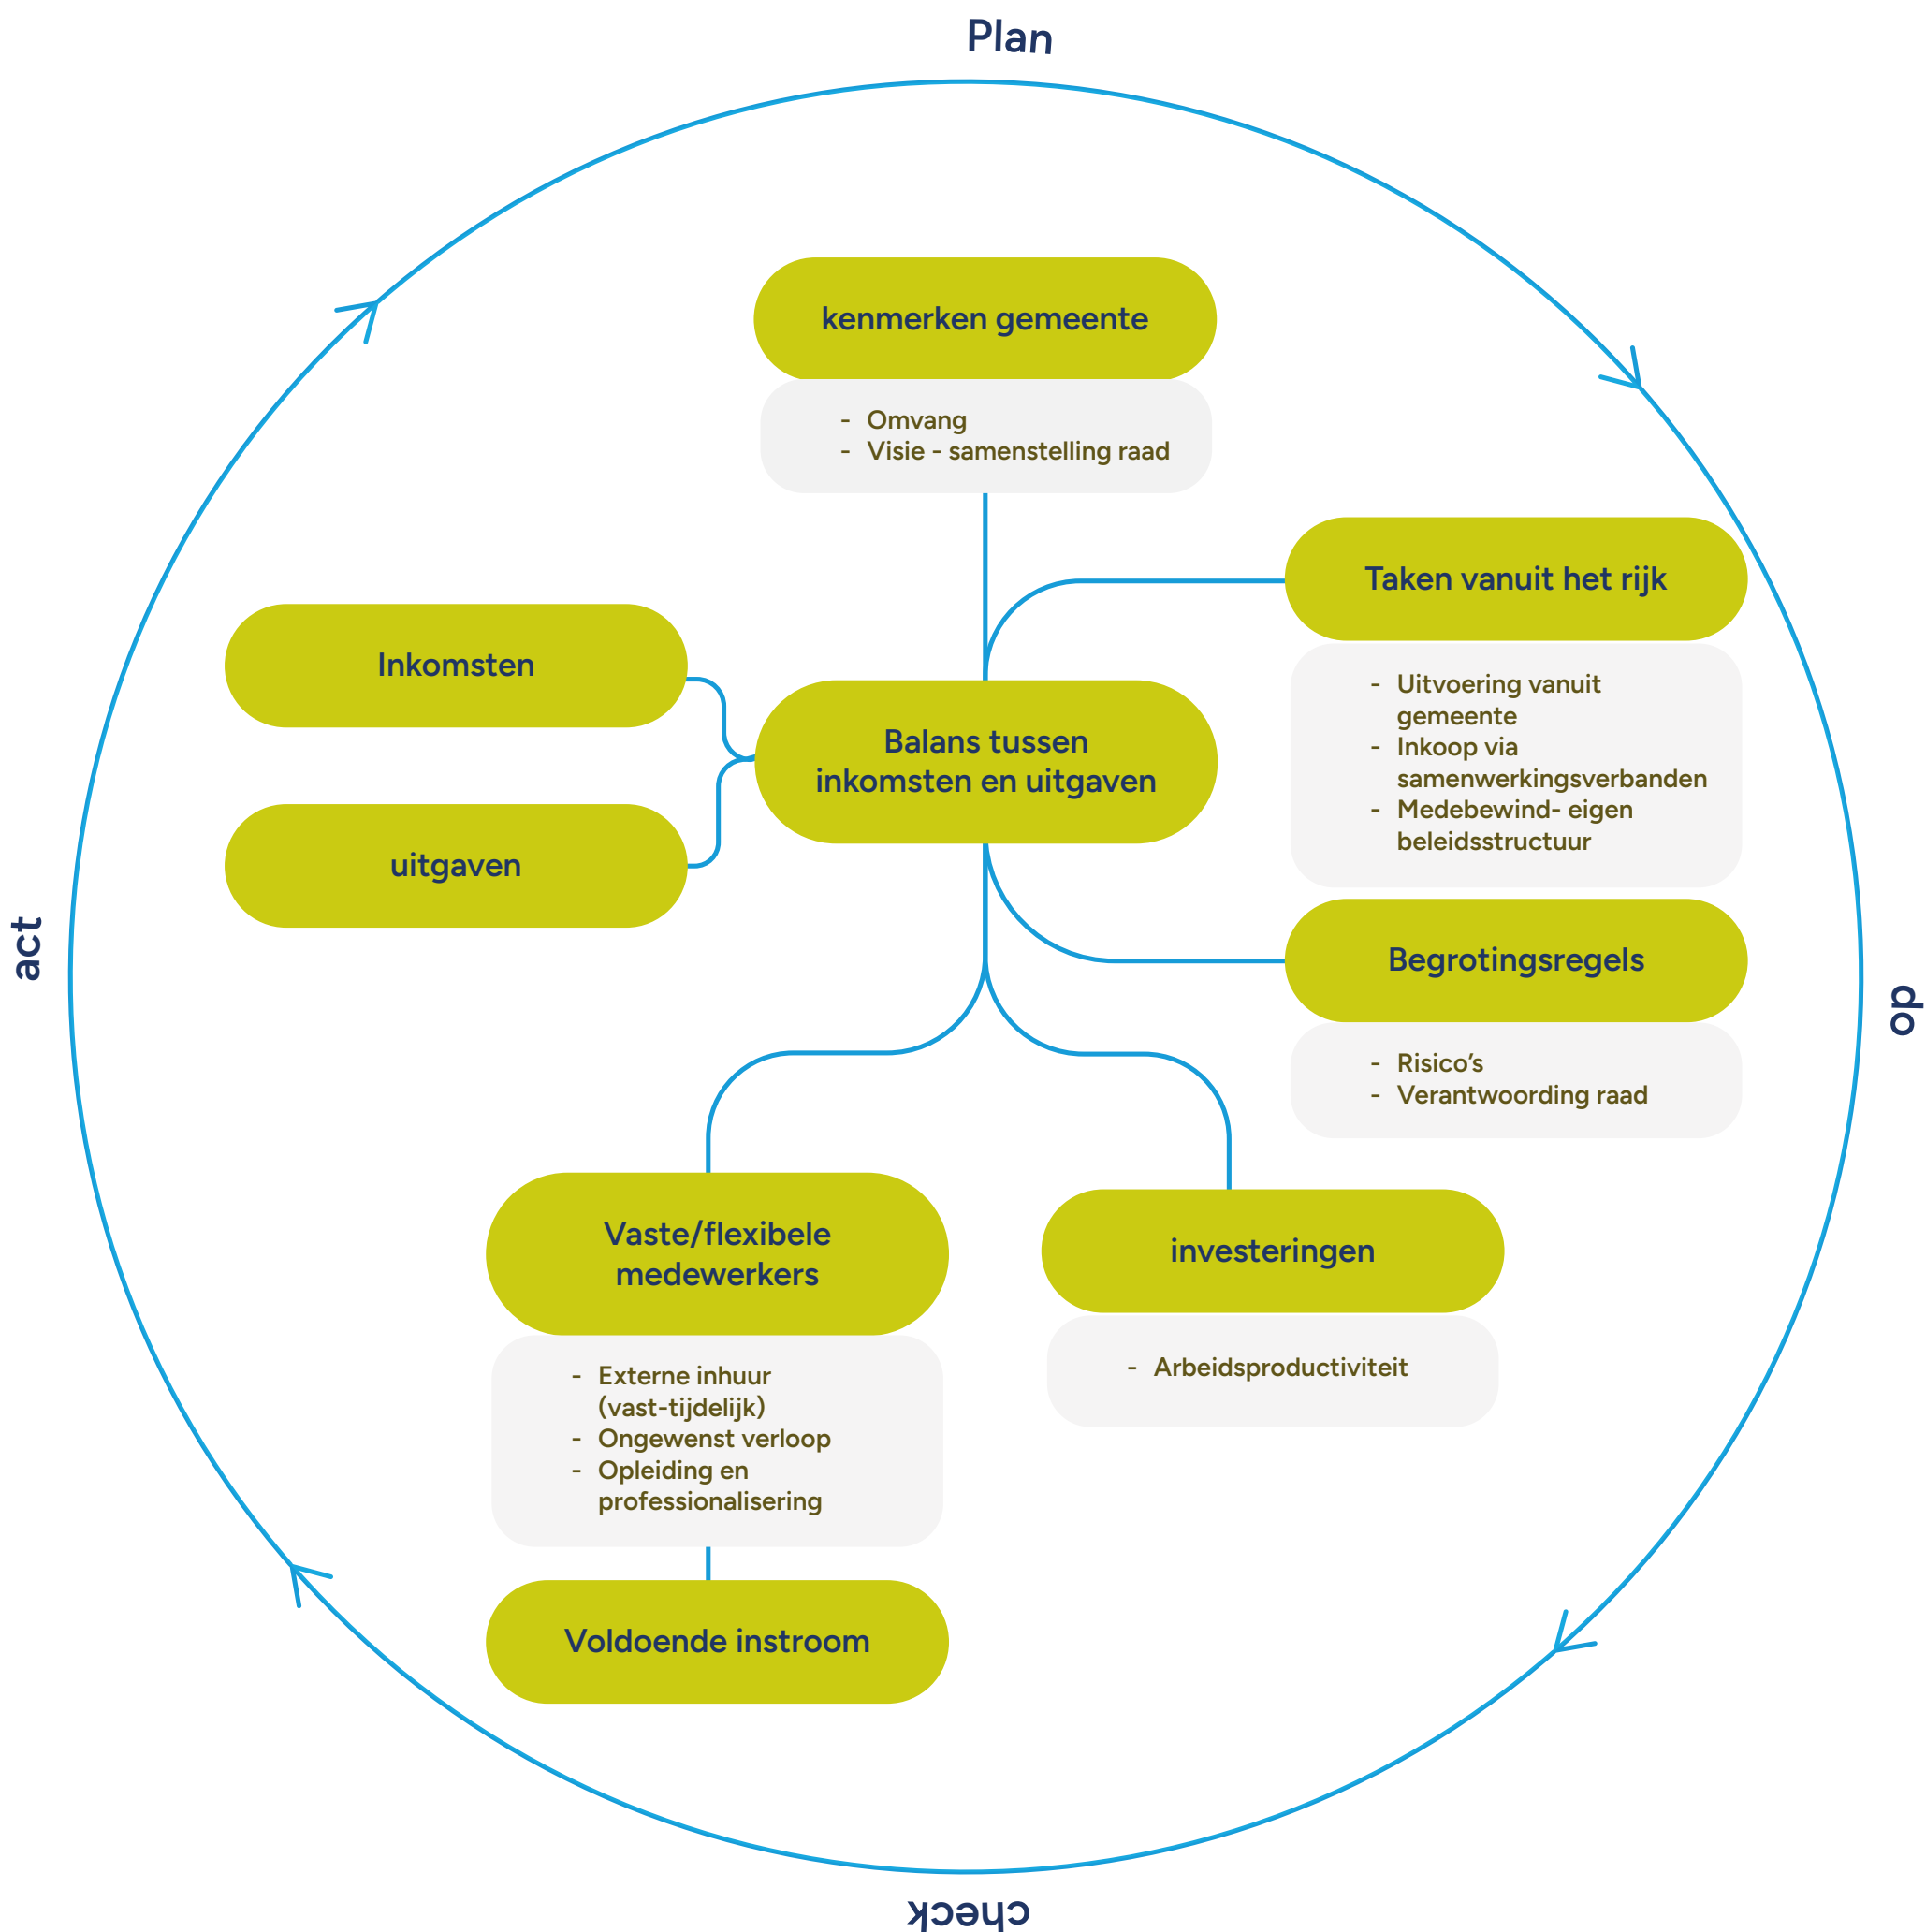 Plan
kenmerken gemeente
- Omvang
- Visie - samenstelling raad
Taken vanuit het rijk
- Uitvoering vanuit
gemeente
- Inkoop via
samenwerkingsverbanden
- Medebewind- eigen
beleidsstructuur
Inkomsten
Balans tussen
inkomsten en uitgaven
uitgaven
act
Begrotingsregels
- Risico’s
- Verantwoording raad
do
Vaste/flexibele
medewerkers
- Externe inhuur
(vast-tijdelijk)
- Ongewenst verloop
- Opleiding en
professionalisering
investeringen
- Arbeidsproductiviteit
Voldoende instroom
check